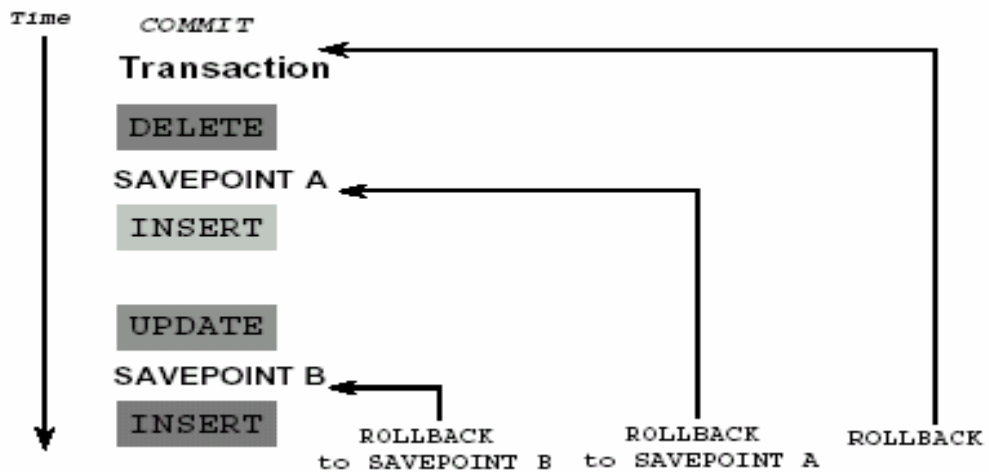 Time
COMMIT
Transaction
DELETE
SAVEPOINT A
INSERT
UPDATE
SAVEPOINT B
INSERT
ROLLBACK
to SAVEPOINT B
ROLLBACK
to SAVEPOINT A
ROLLBACK